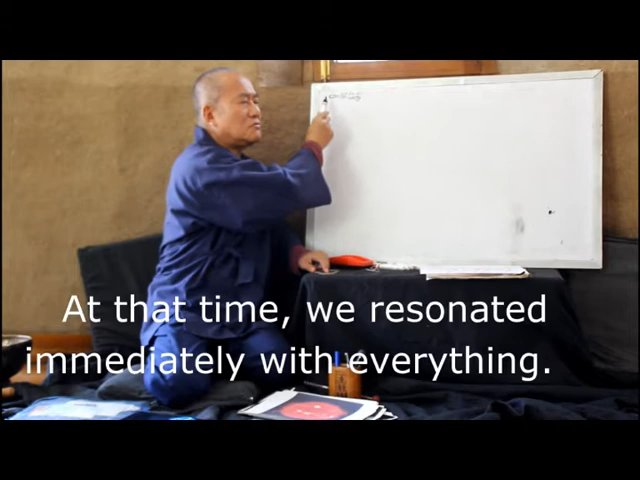 At that time, we resonated
immediately with everything.